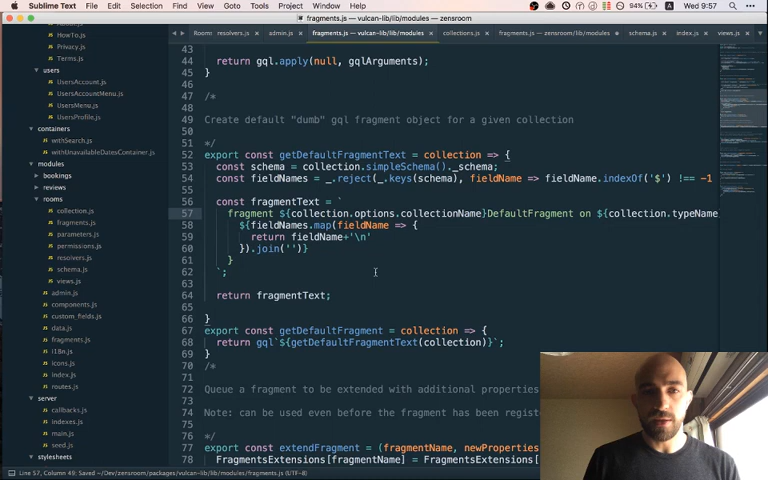 Sublime Text File Edit Selection Find View Goto Tools Project Window Help 94% Wed 9:57
fragments.js — vulcan-lib/lib/modules — zensroom
Rooms resolvers.js admin.js fragments.js — vulcan-lib/lib/modules collections.js fragments.js — zensroom/lib/modules schema.js index.js views.js
HowTo.js
Privacy.js
Terms.js
users
UsersAccount.js
UsersAccountMenu.js
UsersMenu.js
UsersProfile.js
containers
withSearch.js
withUnavailableDatesContainer.js
modules
bookings
reviews
rooms
collection.js
fragments.js
parameters.js
permissions.js
resolvers.js
schema.js
views.js
admin.js
components.js
custom_fields.js
data.js
fragments.js
i18n.js
icons.js
index.js
routes.js
server
callbacks.js
indexes.js
main.js
seed.js
stylesheets
43
44 return gql.apply(null, gqlArguments);
45 }
46
47 /*
48
49 Create default "dumb" gql fragment object for a given collection
50
51 */
52 export const getDefaultFragmentText = collection => {
53 const schema = collection.simpleSchema()._schema;
54 const fieldNames = _.reject(_.keys(schema), fieldName => fieldName.indexOf('$') !== -1
55
56 const fragmentText = `
57 fragment ${collection.options.collectionName}DefaultFragment on ${collection.typeName
58 ${fieldNames.map(fieldName => {
59 return fieldName+'\n'
60 }).join('')}
61 }
62 `;
63
64 return fragmentText;
65
66 }
67 export const getDefaultFragment = collection => {
68 return gql`${getDefaultFragmentText(collection)}`;
69 }
70 /*
71
72 Queue a fragment to be extended with additional properties
73
74 Note: can be used even before the fragment has been regist
75
76 */
77 export const extendFragment = (fragmentName, newProperties
78 FragmentsExtensions[fragmentName] = FragmentsExtensions[
Line 57, Column 49; Saved ~/Dev/zensroom/packages/vulcan-lib/lib/modules/fragments.js (UTF-8)